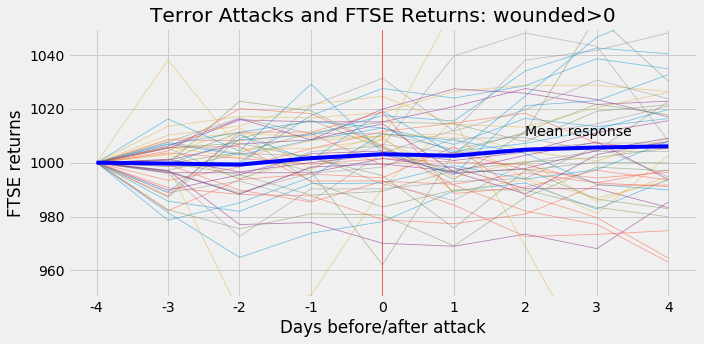 Terror Attacks and FTSE Returns: wounded>0
1040
1020
Mean response
1000
980
960
FTSE returns
-4 -3 -2 -1 0 1 2 3 4
Days before/after attack